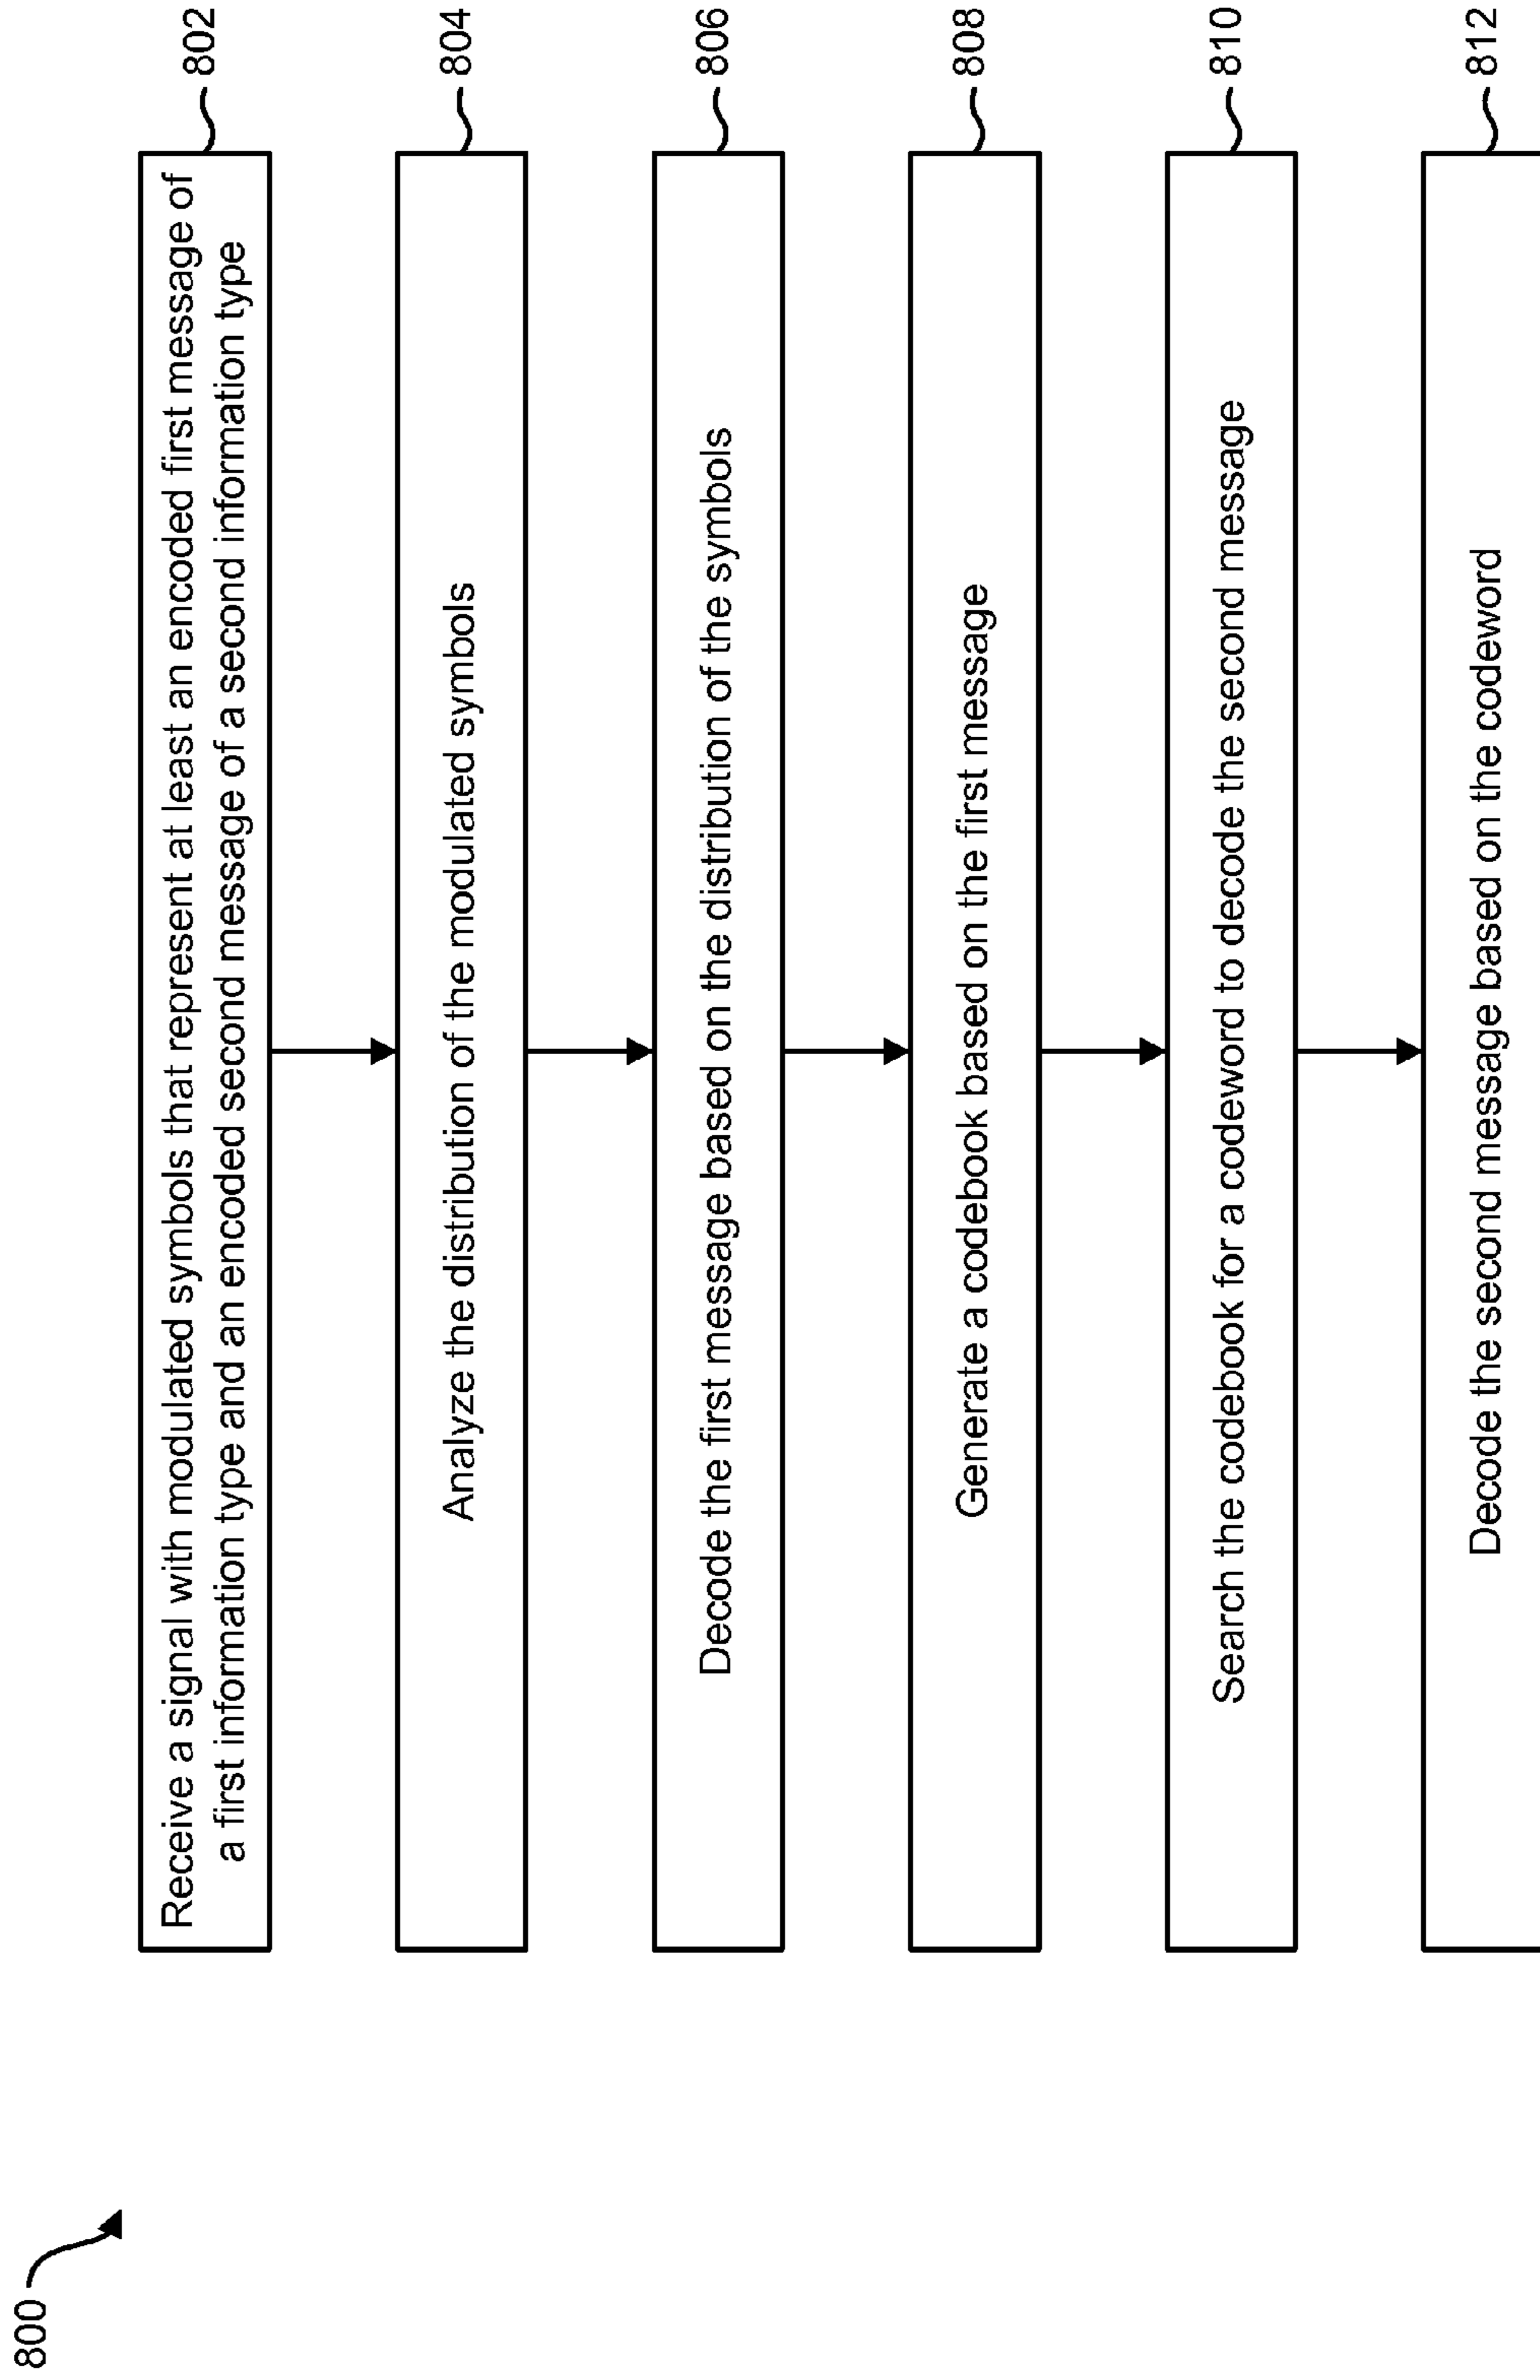 800
Receive a signal with modulated symbols that represent at least an encoded first message of
a first information type and an encoded second message of a second information type
802
Analyze the distribution of the modulated symbols
804
Decode the first message based on the distribution of the symbols
806
Generate a codebook based on the first message
808
Search the codebook for a codeword to decode the second message
810
Decode the second message based on the codeword
812